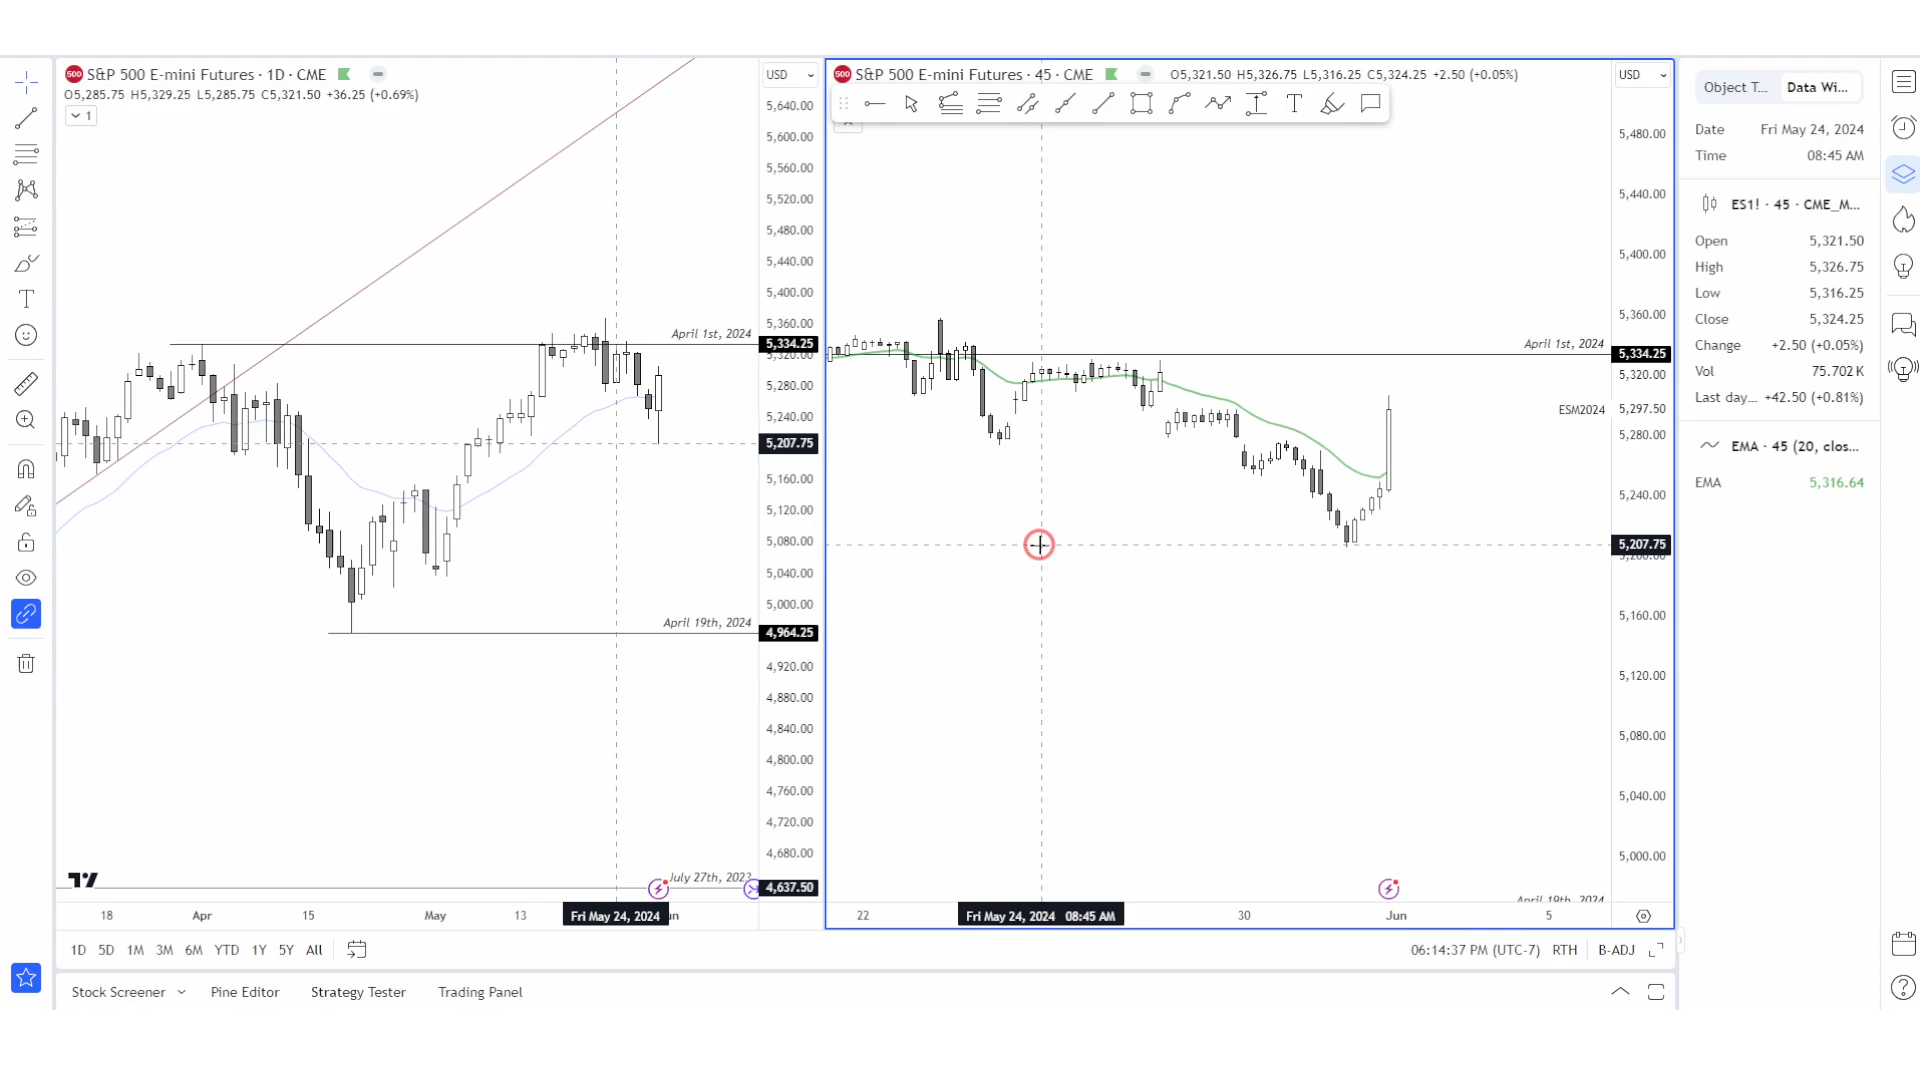 S&P 500 E-mini Futures · 1D · CME
O5,285.75 H5,329.25 L5,285.75 C5,321.50 +36.25 (+0.69%)
1
USD
5,640.00
5,600.00
5,560.00
5,520.00
5,480.00
5,440.00
5,400.00
5,360.00
April 1st, 2024
5,334.25
5,320.00
5,280.00
5,240.00
5,207.75
5,160.00
5,120.00
5,080.00
5,040.00
5,000.00
April 19th, 2024
4,964.25
4,920.00
4,880.00
4,840.00
4,800.00
4,760.00
4,720.00
4,680.00
July 27th, 2023
4,637.50
18
Apr
15
May
13
Fri May 24, 2024
un
500
S&P 500 E-mini Futures · 45 · CME
O5,321.50 H5,326.75 L5,316.25 C5,324.25 +2.50 (+0.05%)
500
USD
5,480.00
5,440.00
5,400.00
5,360.00
April 1st, 2024
5,334.25
5,320.00
ESM2024
5,297.50
5,280.00
5,240.00
5,207.75
5,200.00
5,160.00
5,120.00
5,080.00
5,040.00
5,000.00
April 19th, 2024
22
Fri May 24, 2024 08:45 AM
30
Jun
5
1D 5D 1M 3M 6M YTD 1Y 5Y All
06:14:37 PM (UTC-7) RTH B-ADJ
Stock Screener Pine Editor Strategy Tester Trading Panel
Object T... Data Wi...
Date Fri May 24, 2024
Time 08:45 AM
ES1! · 45 · CME_M...
Open 5,321.50
High 5,326.75
Low 5,316.25
Close 5,324.25
Change +2.50 (+0.05%)
Vol 75.702 K
Last day... +42.50 (+0.81%)
EMA · 45 (20, clos...
EMA 5,316.64